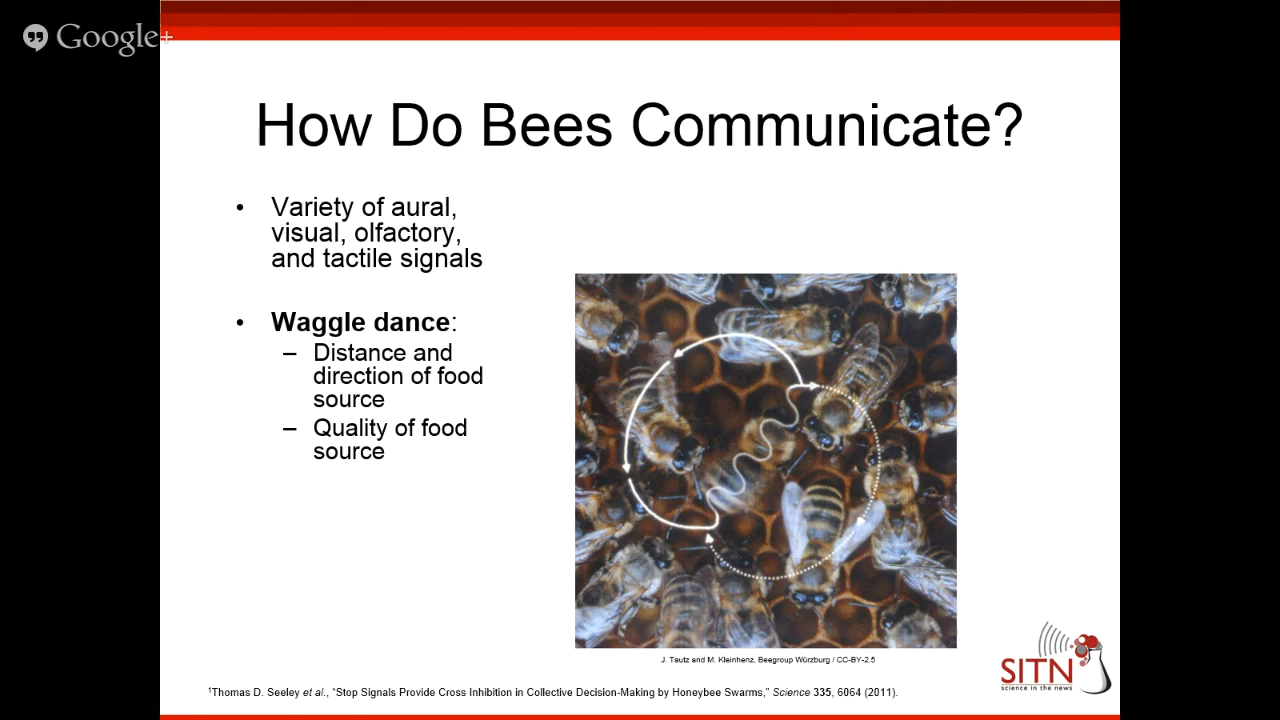 Google+
How Do Bees Communicate?
• Variety of aural,
visual, olfactory,
and tactile signals
• Waggle dance:
– Distance and
direction of food
source
– Quality of food
source
J. Tautz and M. Kleinhenz, Beegroup Würzburg / CC-BY-2.5
SITN
science in the news
¹Thomas D. Seeley et al., "Stop Signals Provide Cross Inhibition in Collective Decision-Making by Honeybee Swarms," Science 335, 6064 (2011).